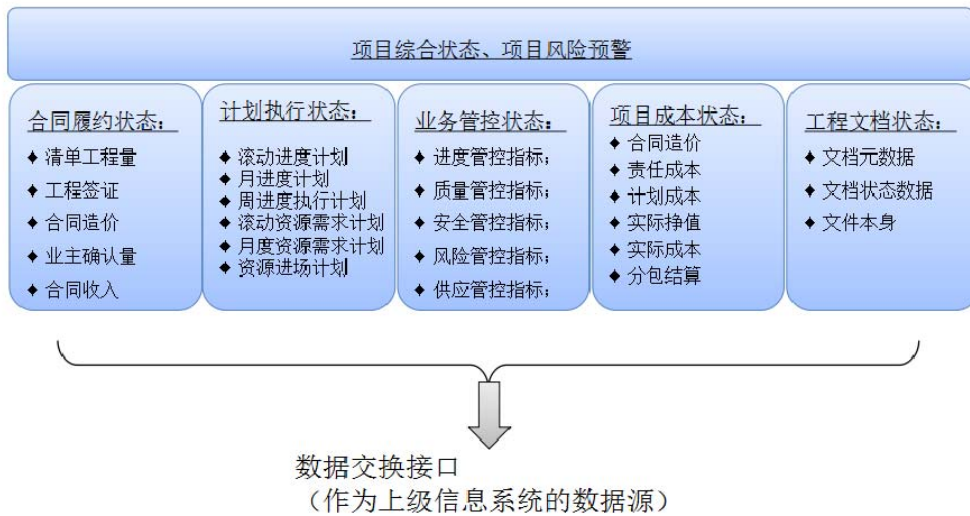 项目综合状态、项目风险预警
合同履约状态：
◆ 清单工程量
◆ 工程签证
◆ 合同造价
◆ 业主确认量
◆ 合同收入
计划执行状态：
◆ 滚动进度计划
◆ 月进度计划
◆ 周进度执行计划
◆ 滚动资源需求计划
◆ 月度资源需求计划
◆ 资源进场计划
业务管控状态：
◆ 进度管控指标；
◆ 质量管控指标；
◆ 安全管控指标；
◆ 风险管控指标；
◆ 供应管控指标；
项目成本状态：
◆ 合同造价
◆ 责任成本
◆ 计划成本
◆ 实际挣值
◆ 实际成本
◆ 分包结算
工程文档状态：
◆ 文档元数据
◆ 文档状态数据
◆ 文件本身
数据交换接口
（作为上级信息系统的数据源）